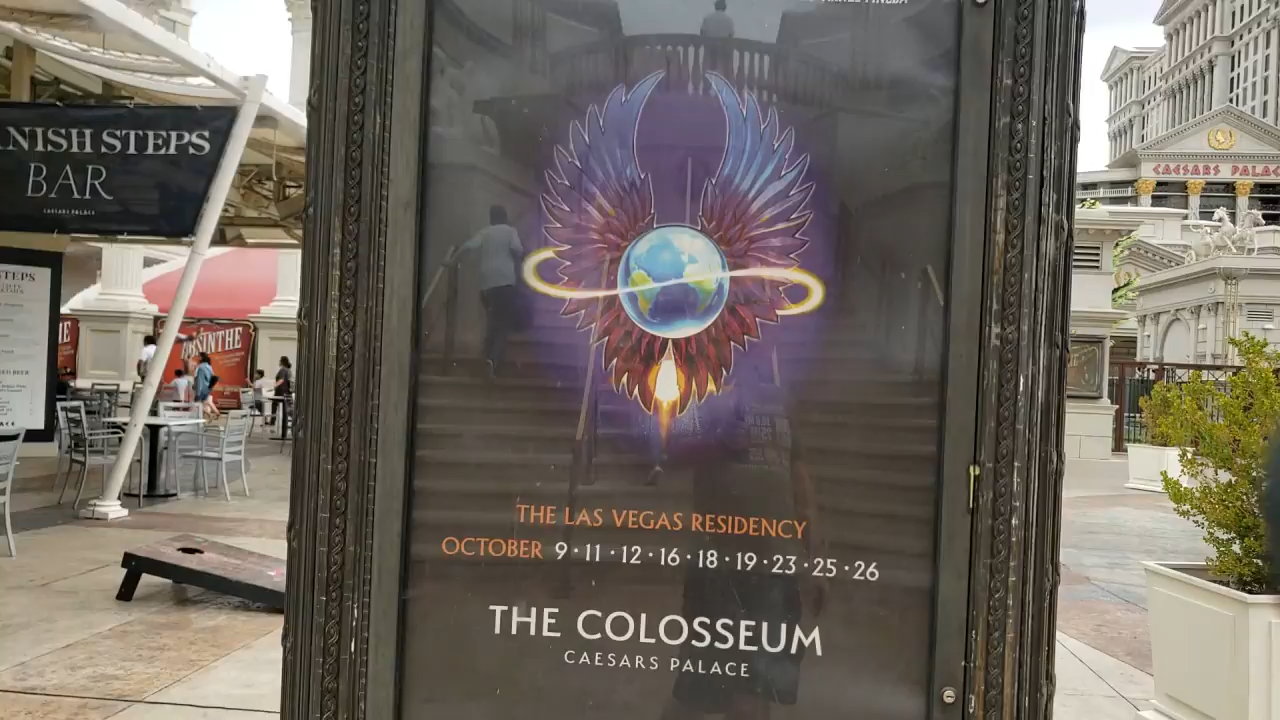 NISH STEPS
BAR
CAESARS PALACE
STEPS
ABSINTHE
THE LAS VEGAS RESIDENCY
OCTOBER 9 · 11 · 12 · 16 · 18 · 19 · 23 · 25 · 26
THE COLOSSEUM
CAESARS PALACE
CAESARS PALAC